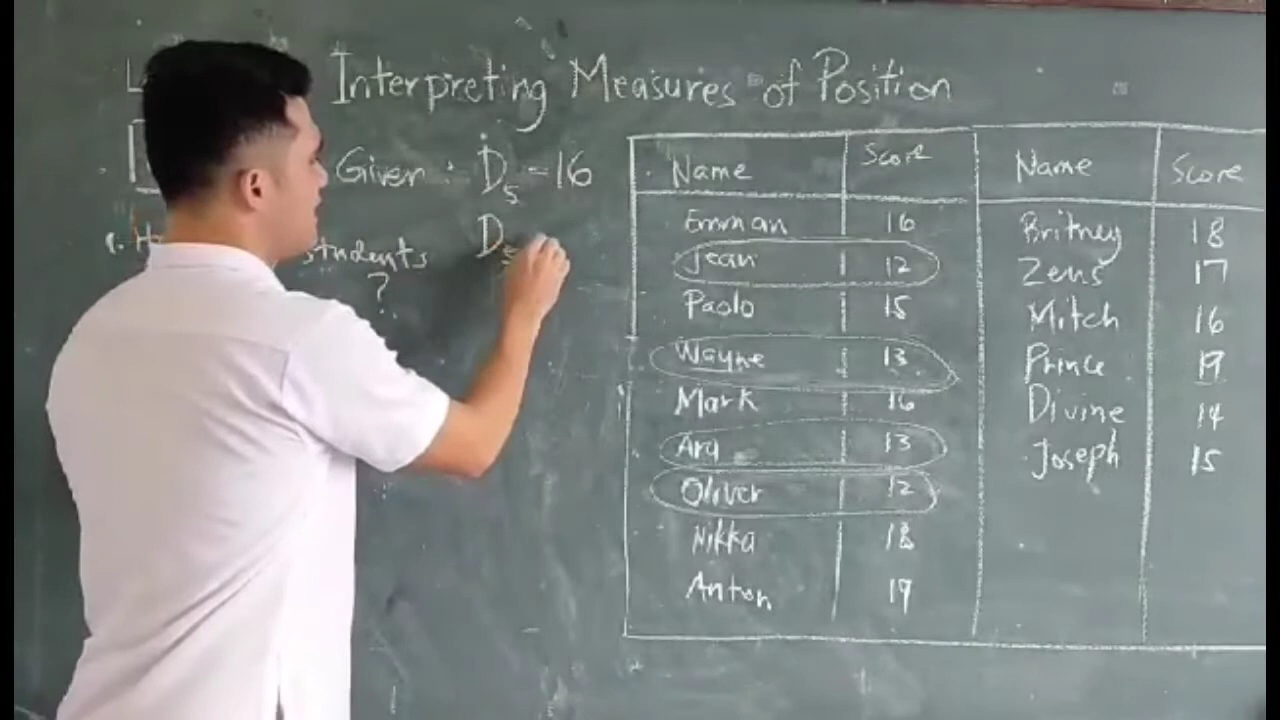 Interpreting Measures of Position
Given : D5 = 16
students
?
D5
Name Score Name Score
Emman 16 Britney 18
Jean 12 Zens 17
Paolo 15 Mitch 16
Wayne 13 Prince 19
Mark 16 Divine 14
Ara 13 Joseph 15
Oliver 12
Nikka 18
Anton 19